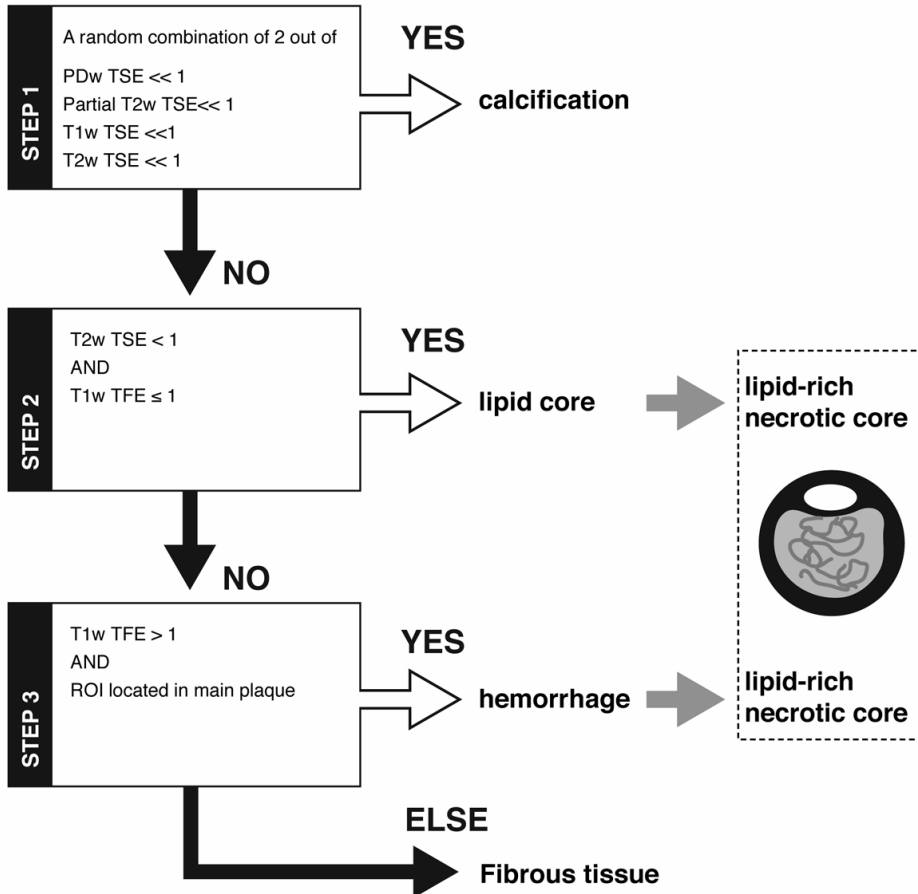 STEP 1
A random combination of 2 out of
PDw TSE << 1
Partial T2w TSE<< 1
T1w TSE <<1
T2w TSE << 1
YES
calcification
NO
STEP 2
T2w TSE < 1
AND
T1w TFE ≤ 1
YES
lipid core
lipid-rich
necrotic core
NO
STEP 3
T1w TFE > 1
AND
ROI located in main plaque
YES
hemorrhage
lipid-rich
necrotic core
ELSE
Fibrous tissue